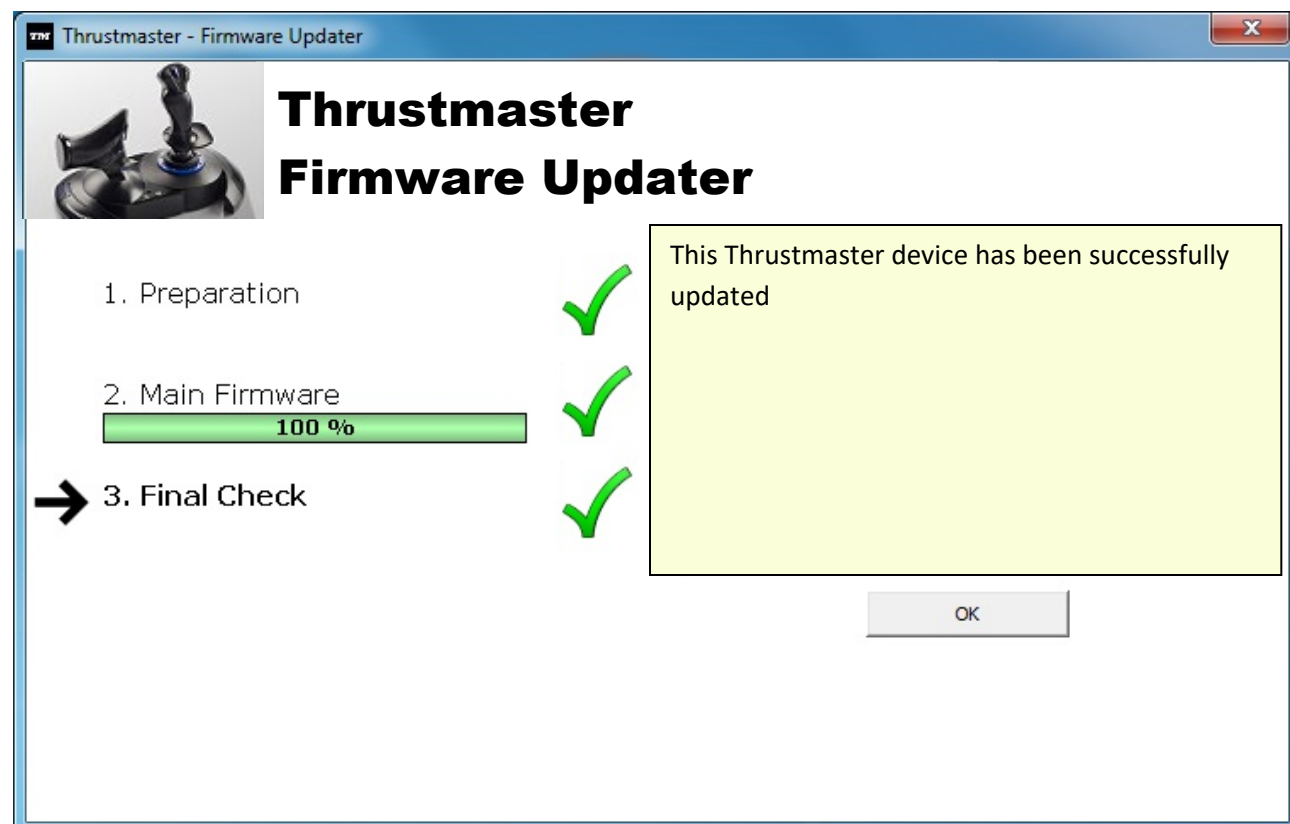 TM Thrustmaster - Firmware Updater
x
Thrustmaster
Firmware Updater
1. Preparation
This Thrustmaster device has been successfully
updated
2. Main Firmware
100 %
3. Final Check
OK